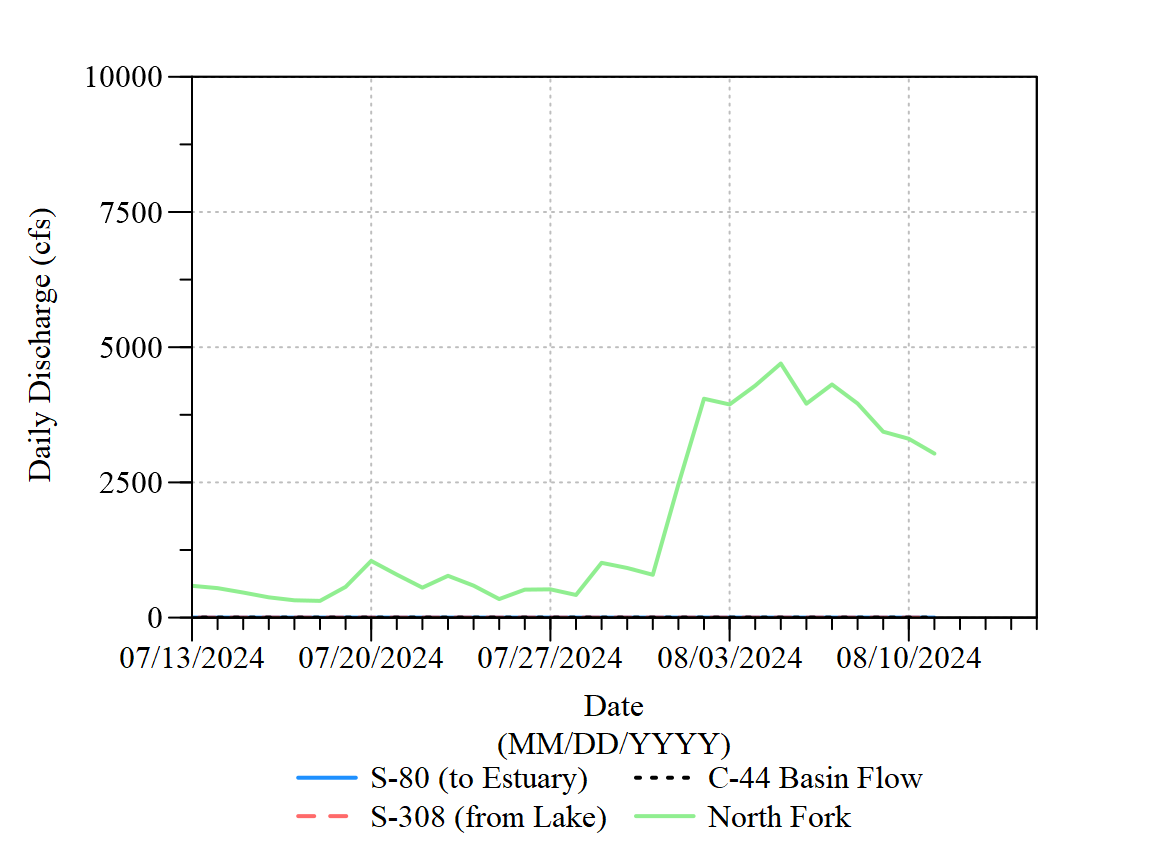 10000
7500
5000
2500
0
Daily Discharge (cfs)
07/13/2024 07/20/2024 07/27/2024 08/03/2024 08/10/2024
Date
(MM/DD/YYYY)
S-80 (to Estuary) C-44 Basin Flow
S-308 (from Lake) North Fork